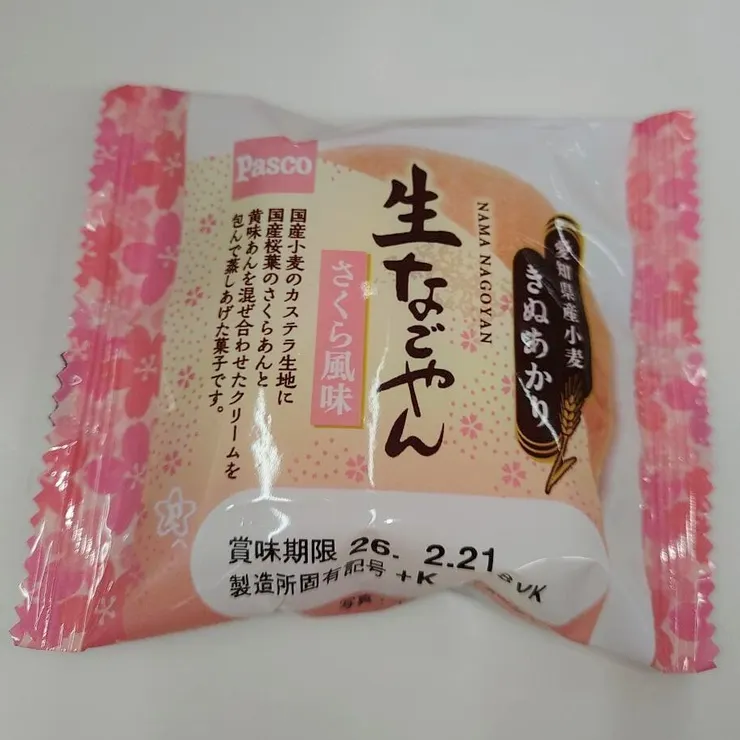 Pasco
愛知県産小麦
きぬあかり
NAMA NAGOYAN
生なごやん
さくら風味
国産小麦のカステラ生地に
国産桜葉のさくらあんと
黄味あんを混ぜ合わせたクリームを
包んで蒸しあげた菓子です。
賞味期限 26. 2.21
製造所固有記号 +K
写真